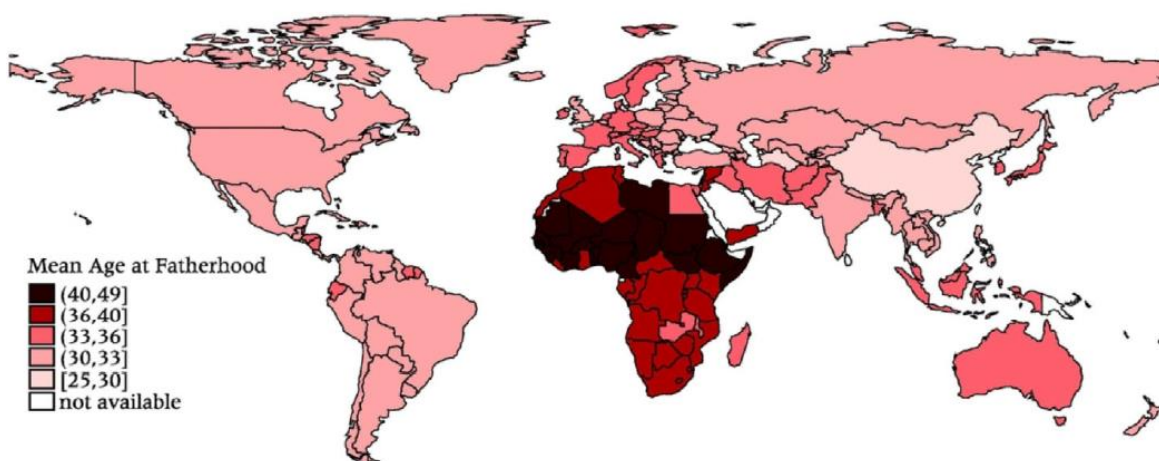 Mean Age at Fatherhood
(40,49]
(36,40]
(33,36]
(30,33]
[25,30]
not available